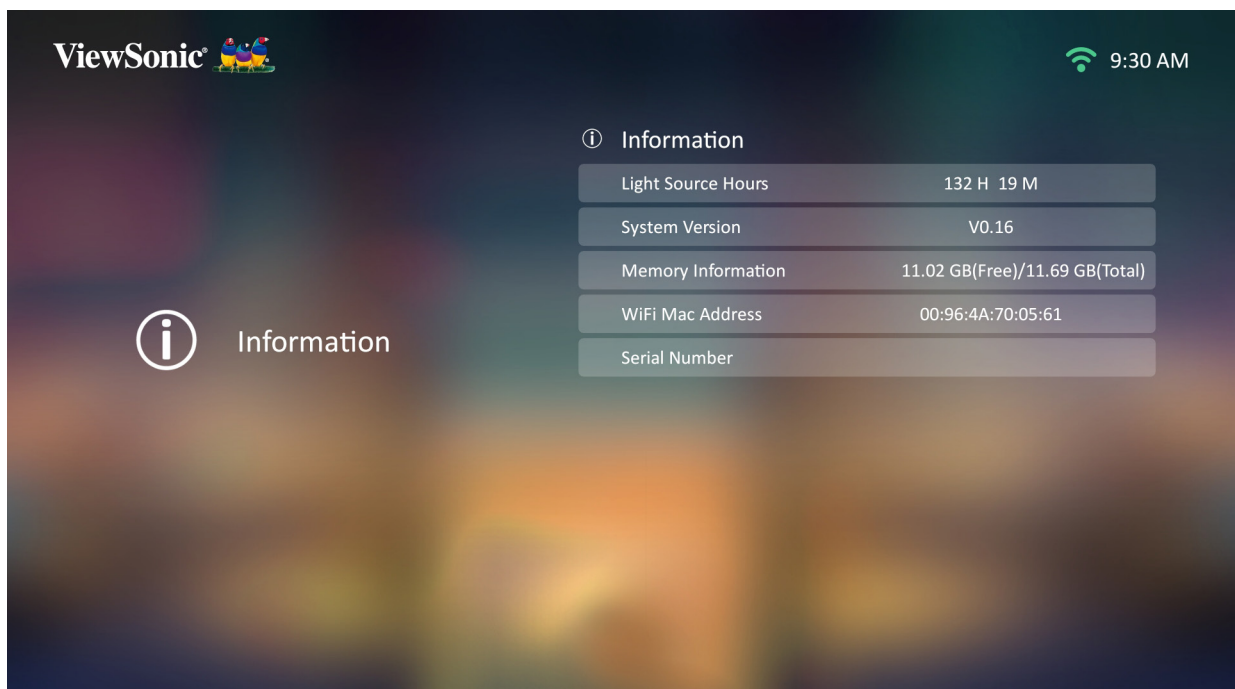 ViewSonic®
9:30 AM
Information
Light Source Hours 132 H 19 M
System Version V0.16
Memory Information 11.02 GB(Free)/11.69 GB(Total)
WiFi Mac Address 00:96:4A:70:05:61
Serial Number
Information